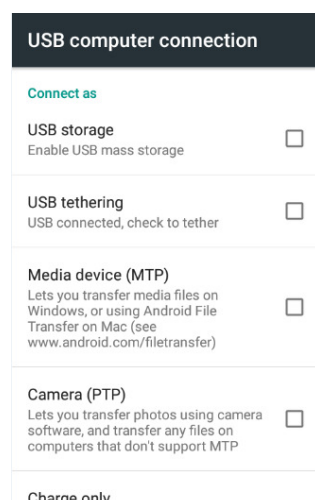 USB computer connection
Connect as
USB storage
Enable USB mass storage
USB tethering
USB connected, check to tether
Media device (MTP)
Lets you transfer media files on
Windows, or using Android File
Transfer on Mac (see
www.android.com/filetransfer)
Camera (PTP)
Lets you transfer photos using camera
software, and transfer any files on
computers that don't support MTP
Charge only